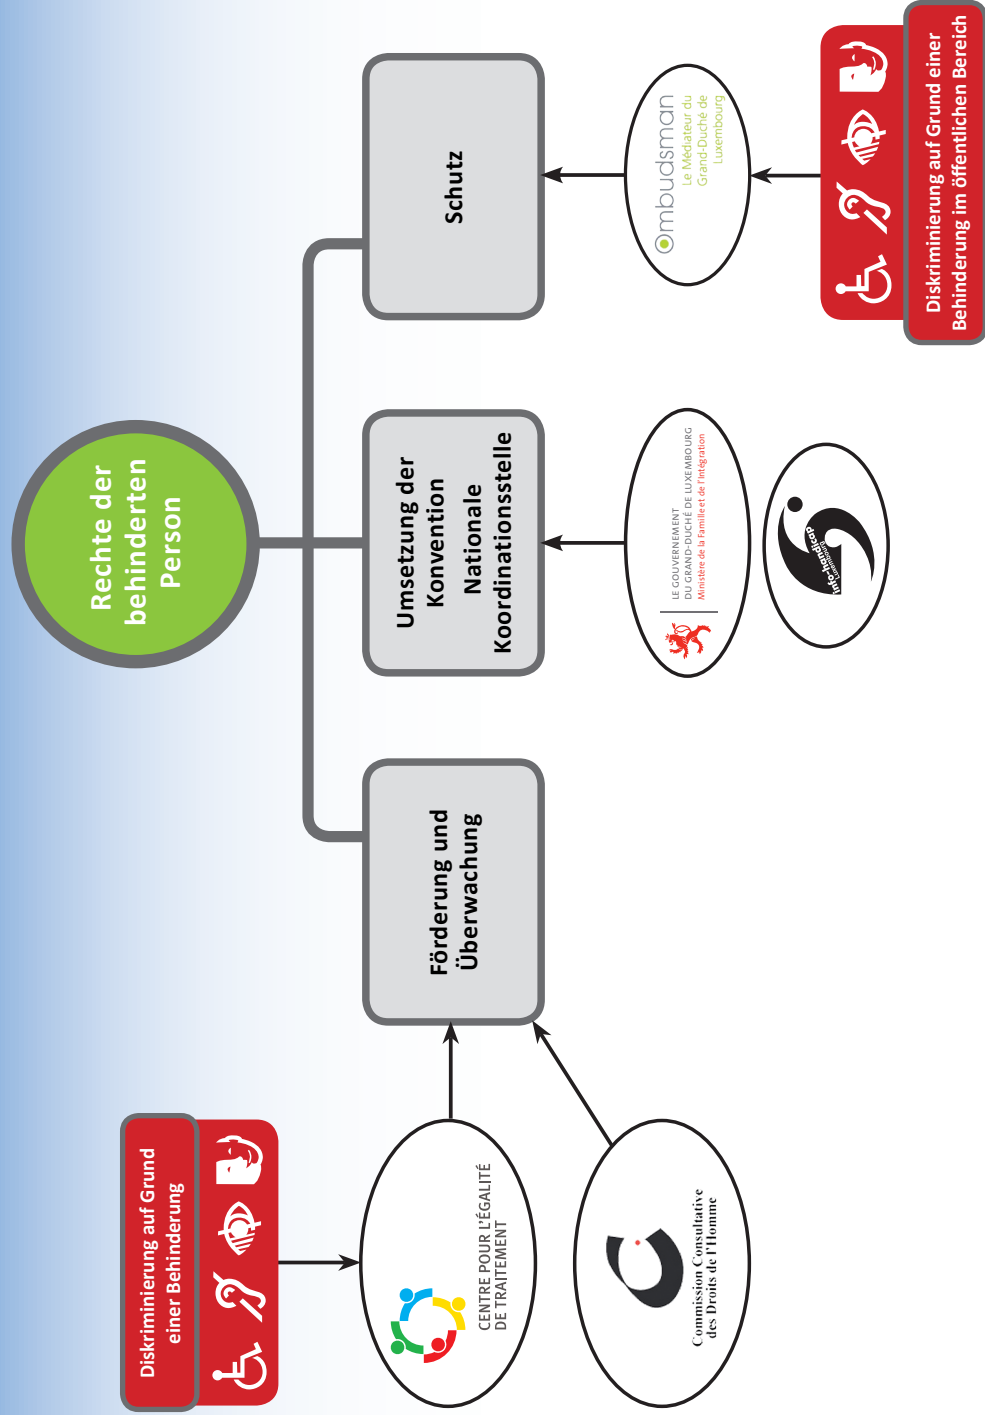 Rechte der
behinderten
Person
Förderung und
Überwachung
Umsetzung der
Konvention
Nationale
Koordinationsstelle
Schutz
Diskriminierung auf Grund
einer Behinderung
CENTRE POUR L'ÉGALITÉ
DE TRAITEMENT
Commission Consultative
des Droits de l'Homme
LE GOUVERNEMENT
DU GRAND-DUCHÉ DE LUXEMBOURG
Ministère de la Famille et de l'Intégration
info-handicap
Luxembourg
Ombudsman
Le Médiateur du
Grand-Duché de
Luxembourg
Diskriminierung auf Grund einer
Behinderung im öffentlichen Bereich